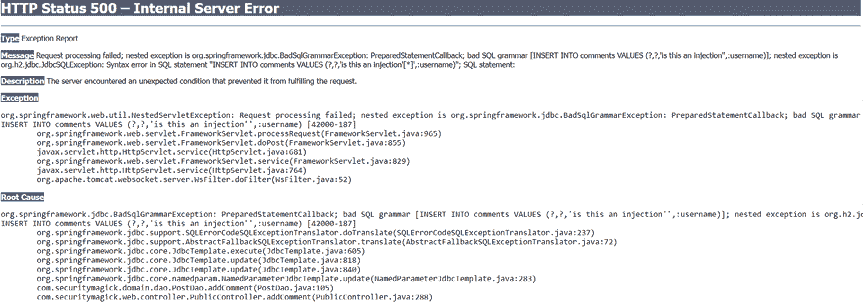 HTTP Status 500 – Internal Server Error
Type Exception Report
Message Request processing failed; nested exception is org.springframework.jdbc.BadSqlGrammarException: PreparedStatementCallback; bad SQL grammar [INSERT INTO comments VALUES (?,?,'is this an injection'',:username)]; nested exception is
org.h2.jdbc.JdbcSQLException: Syntax error in SQL statement "INSERT INTO comments VALUES (?,?,'is this an injection'[*]',:username)"; SQL statement:
Description The server encountered an unexpected condition that prevented it from fulfilling the request.
Exception
org.springframework.web.util.NestedServletException: Request processing failed; nested exception is org.springframework.jdbc.BadSqlGrammarException: PreparedStatementCallback; bad SQL grammar
INSERT INTO comments VALUES (?,?,'is this an injection'',:username) [42000-187]
org.springframework.web.servlet.FrameworkServlet.processRequest(FrameworkServlet.java:965)
org.springframework.web.servlet.FrameworkServlet.doPost(FrameworkServlet.java:855)
javax.servlet.http.HttpServlet.service(HttpServlet.java:681)
org.springframework.web.servlet.FrameworkServlet.service(FrameworkServlet.java:829)
javax.servlet.http.HttpServlet.service(HttpServlet.java:764)
org.apache.tomcat.websocket.server.WsFilter.doFilter(WsFilter.java:52)
Root Cause
org.springframework.jdbc.BadSqlGrammarException: PreparedStatementCallback; bad SQL grammar [INSERT INTO comments VALUES (?,?,'is this an injection'',:username)]; nested exception is org.h2.j
INSERT INTO comments VALUES (?,?,'is this an injection'',:username) [42000-187]
org.springframework.jdbc.support.SQLErrorCodeSQLExceptionTranslator.doTranslate(SQLErrorCodeSQLExceptionTranslator.java:237)
org.springframework.jdbc.support.AbstractFallbackSQLExceptionTranslator.translate(AbstractFallbackSQLExceptionTranslator.java:72)
org.springframework.jdbc.core.JdbcTemplate.execute(JdbcTemplate.java:605)
org.springframework.jdbc.core.JdbcTemplate.update(JdbcTemplate.java:818)
org.springframework.jdbc.core.JdbcTemplate.update(JdbcTemplate.java:840)
org.springframework.jdbc.core.namedparam.NamedParameterJdbcTemplate.update(NamedParameterJdbcTemplate.java:283)
com.securitymagick.domain.dao.PostDao.addComment(PostDao.java:105)
com.securitymagick.web.controller.PublicController.addComment(PublicController.java:288)